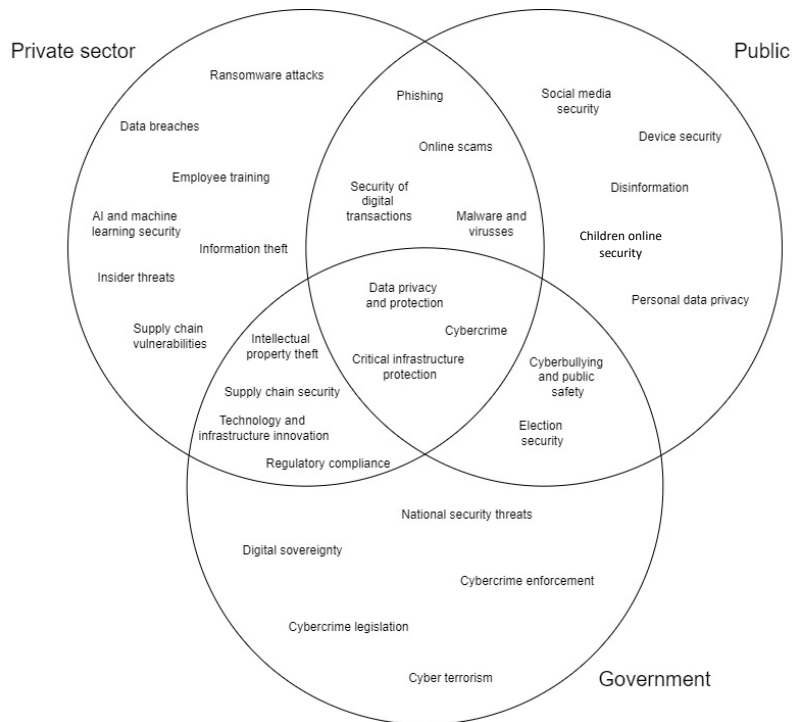 Private sector
Public
Ransomware attacks
Data breaches
Employee training
AI and machine
learning security
Information theft
Insider threats
Supply chain
vulnerabilities
Phishing
Online scams
Security of
digital
transactions
Malware and
virusses
Social media
security
Device security
Disinformation
Children online
security
Personal data privacy
Data privacy
and protection
Cybercrime
Critical infrastructure
protection
Intellectual
property theft
Supply chain security
Technology and
infrastructure innovation
Regulatory compliance
Cyberbullying
and public
safety
Election
security
National security threats
Digital sovereignty
Cybercrime enforcement
Cybercrime legislation
Cyber terrorism
Government